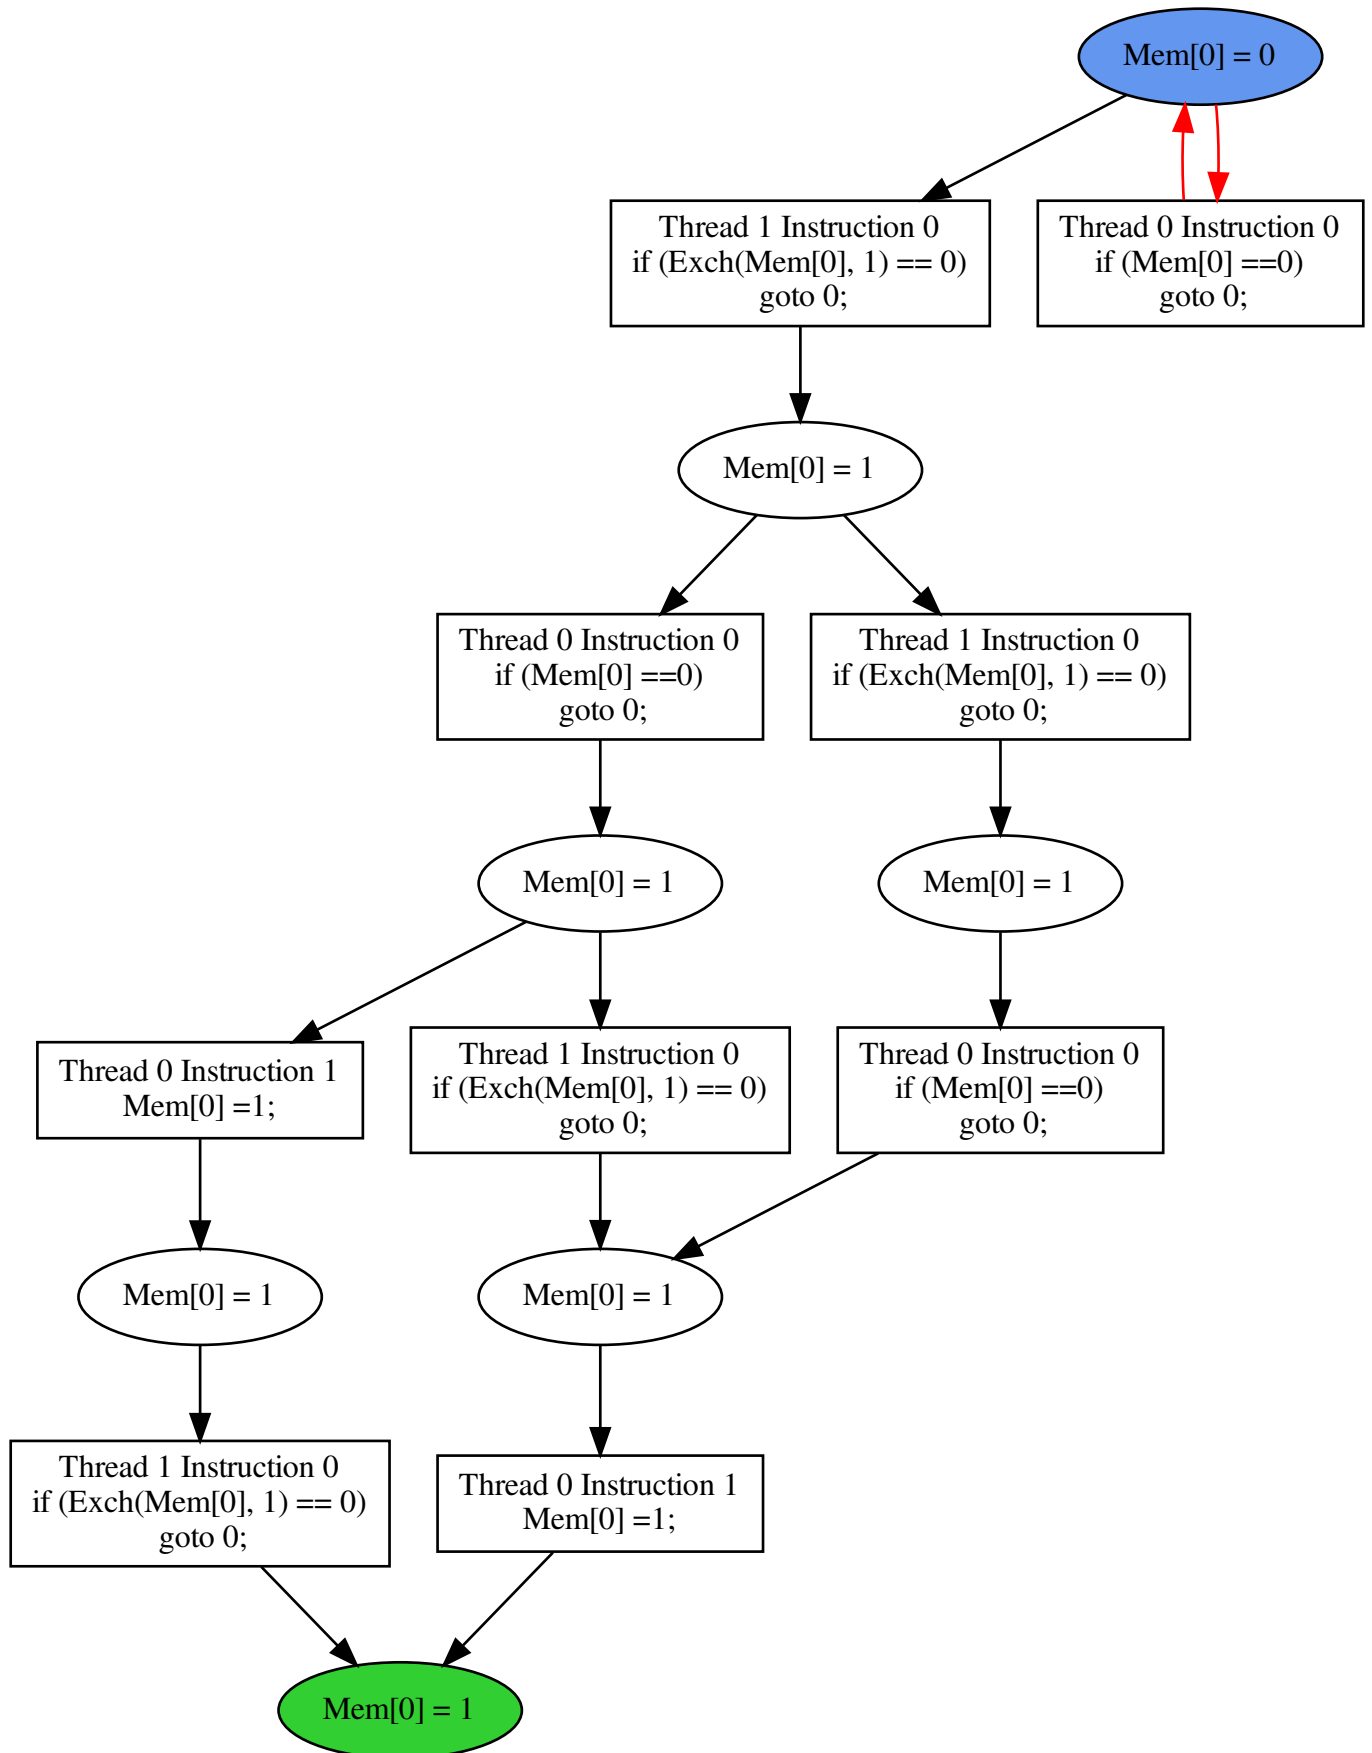 Mem[0] = 0
Thread 1 Instruction 0
if (Exch(Mem[0], 1) == 0)
goto 0;
Thread 0 Instruction 0
if (Mem[0] ==0)
goto 0;
Mem[0] = 1
Thread 0 Instruction 0
if (Mem[0] ==0)
goto 0;
Thread 1 Instruction 0
if (Exch(Mem[0], 1) == 0)
goto 0;
Mem[0] = 1
Mem[0] = 1
Thread 0 Instruction 1
Mem[0] =1;
Thread 1 Instruction 0
if (Exch(Mem[0], 1) == 0)
goto 0;
Thread 0 Instruction 0
if (Mem[0] ==0)
goto 0;
Mem[0] = 1
Mem[0] = 1
Thread 1 Instruction 0
if (Exch(Mem[0], 1) == 0)
goto 0;
Thread 0 Instruction 1
Mem[0] =1;
Mem[0] = 1